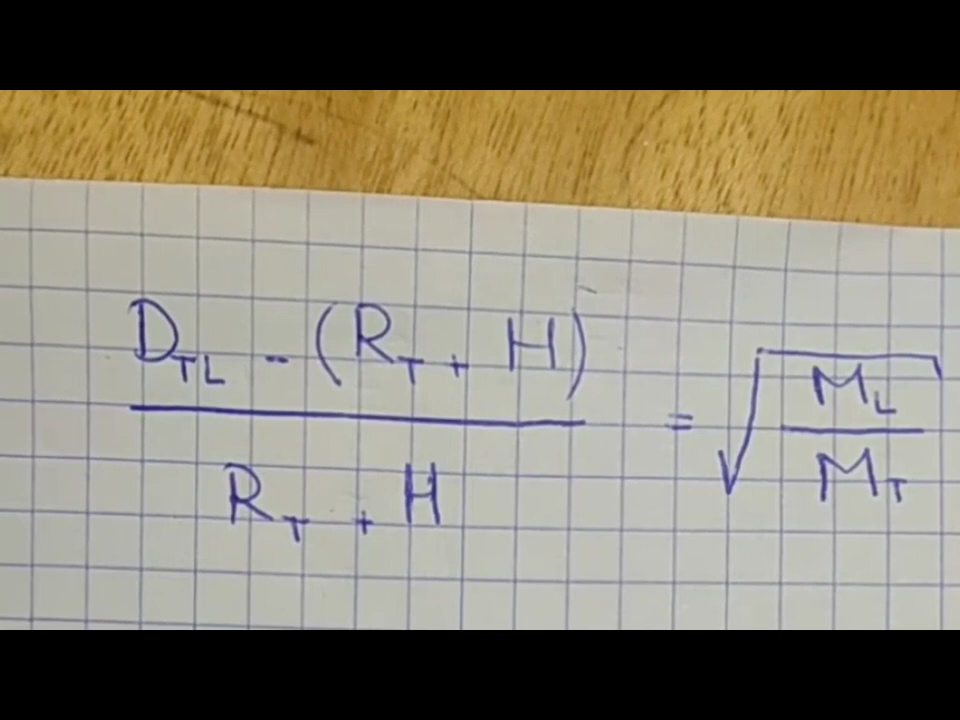 D_TL - (R_T + H) / R_T + H = √(M_L / M_T)